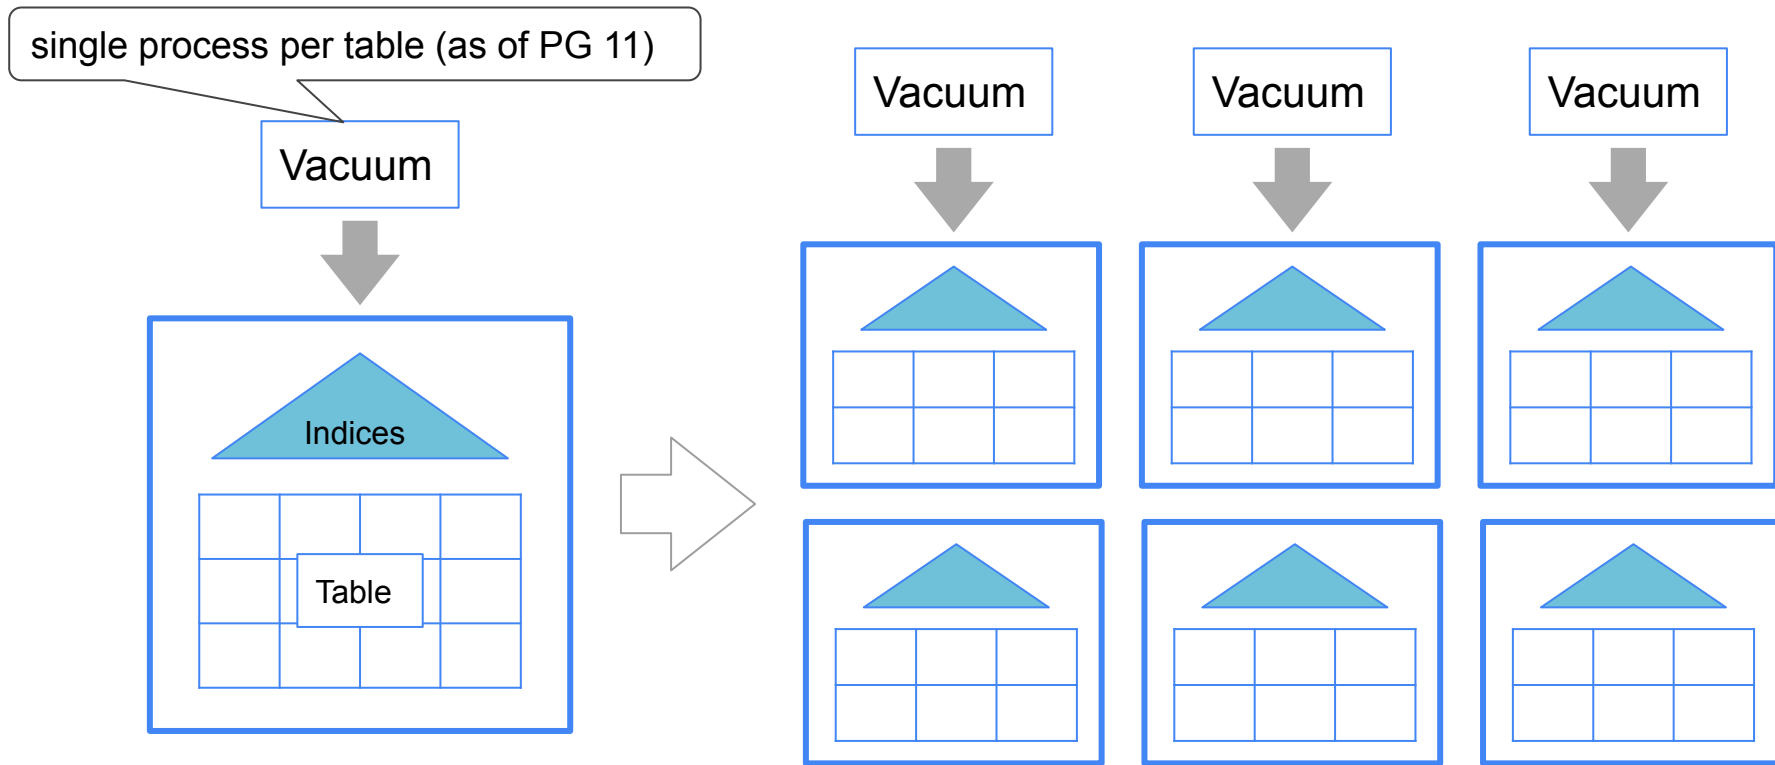 single process per table (as of PG 11)
Vacuum
Indices
Table
Vacuum
Vacuum
Vacuum